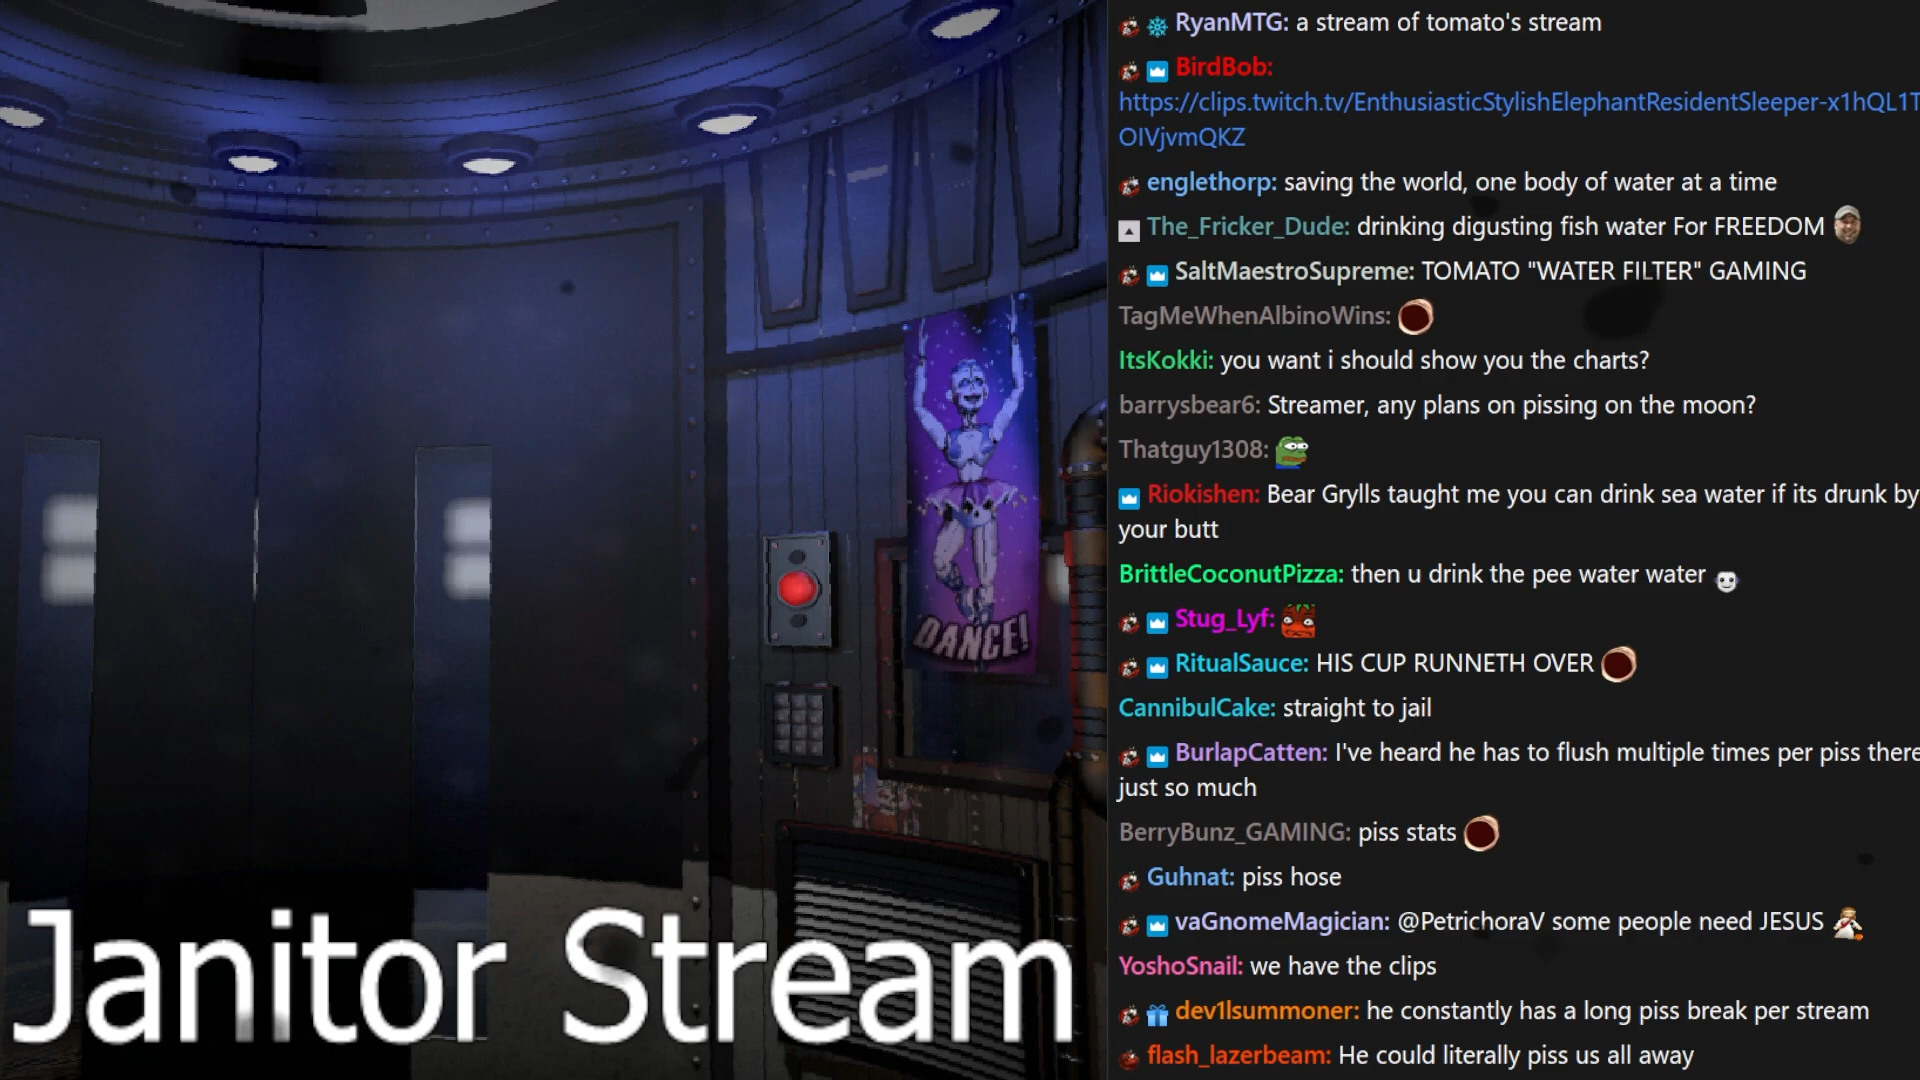 RyanMTG: a stream of tomato's stream
BirdBob:
https://clips.twitch.tv/EnthusiasticStylishElephantResidentSleeper-x1hQL1T
OIVjvmQKZ
englethorp: saving the world, one body of water at a time
The_Fricker_Dude: drinking digusting fish water For FREEDOM
SaltMaestroSupreme: TOMATO "WATER FILTER" GAMING
TagMeWhenAlbinoWins:
ItsKokki: you want i should show you the charts?
barrysbear6: Streamer, any plans on pissing on the moon?
Thatguy1308:
Riokishen: Bear Grylls taught me you can drink sea water if its drunk by
your butt
BrittleCoconutPizza: then u drink the pee water water
Stug_Lyf:
RitualSauce: HIS CUP RUNNETH OVER
CannibulCake: straight to jail
BurlapCatten: I've heard he has to flush multiple times per piss there
just so much
BerryBunz_GAMING: piss stats
Guhnat: piss hose
vaGnomeMagician: @PetrichoraV some people need JESUS
YoshoSnail: we have the clips
dev1lsummoner: he constantly has a long piss break per stream
flash_lazerbeam: He could literally piss us all away
DANCE!
Janitor Stream